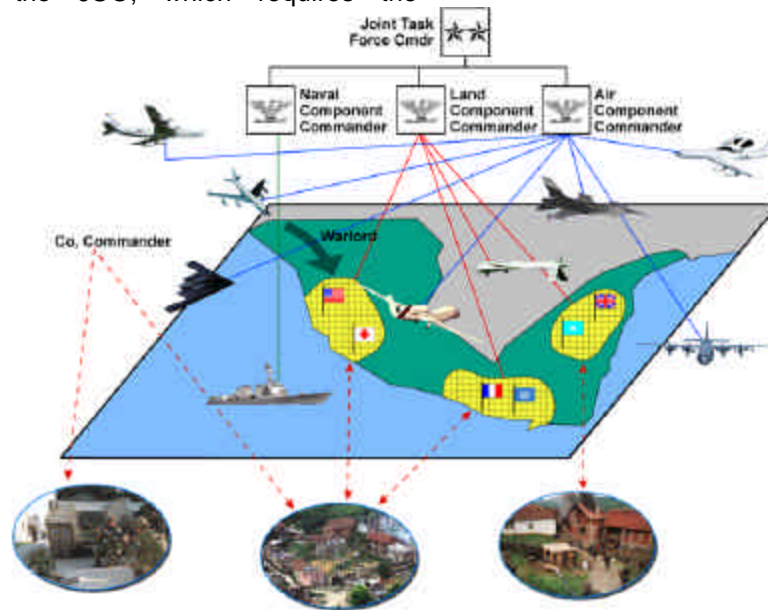 the JSG, which requires the
Joint Task
Force Cmdr
Naval
Component
Commander
Land
Component
Commander
Air
Component
Commander
Co, Commander
Warlord